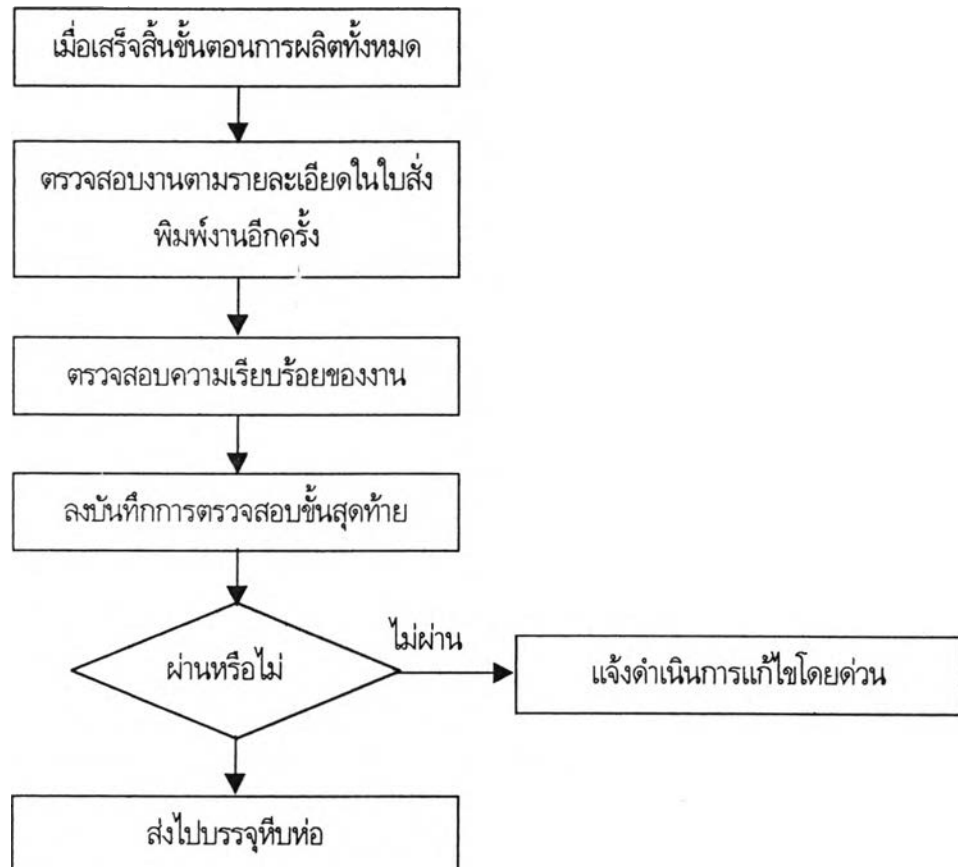 เมื่อเสร็จสิ้นขั้นตอนการผลิตทั้งหมด
ตรวจสอบงานตามรายละเอียดในใบสั่ง
พิมพ์งานอีกครั้ง
ตรวจสอบความเรียบร้อยของงาน
ลงบันทึกการตรวจสอบขั้นสุดท้าย
ผ่านหรือไม่
ไม่ผ่าน
แจ้งดำเนินการแก้ไขโดยด่วน
ส่งไปบรรจุหีบห่อ